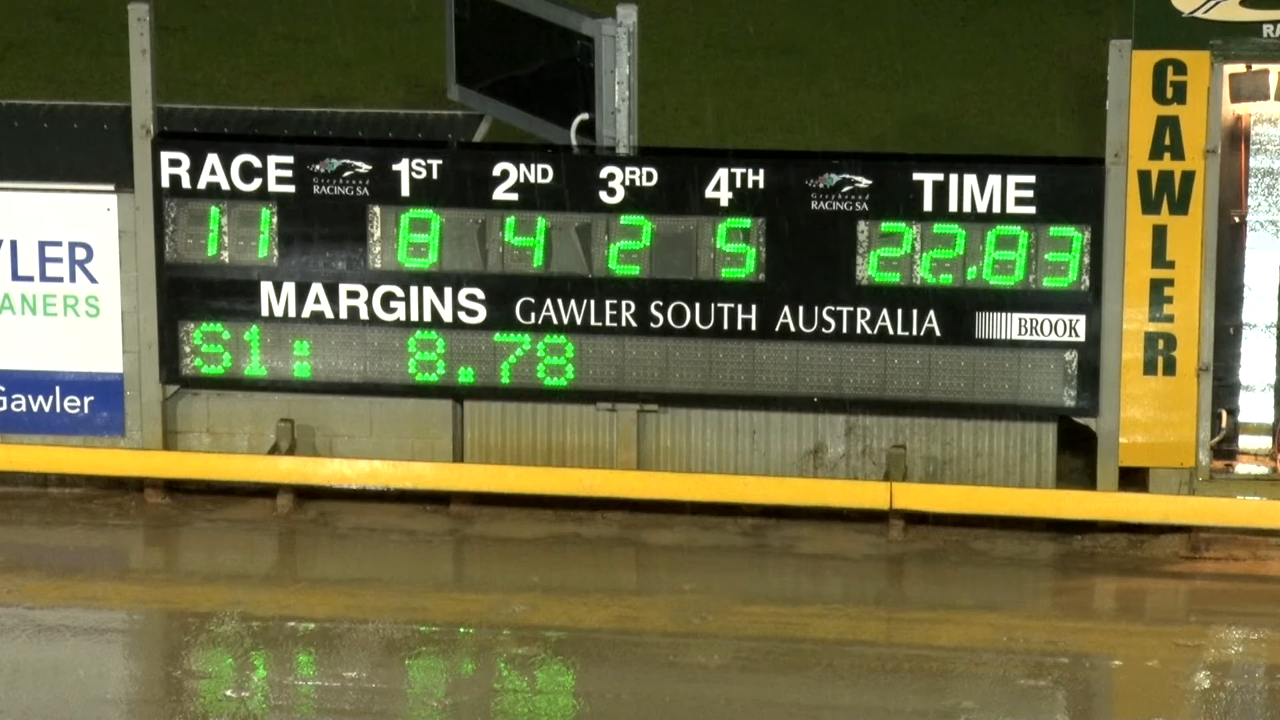 RACE Greyhound RACING SA 1ST 2ND 3RD 4TH Greyhound RACING SA TIME
11 8 4 2 5 22.83
MARGINS GAWLER SOUTH AUSTRALIA BROOK
S1: 8.78
LER
ANERS
Gawler
RA
GAWLER